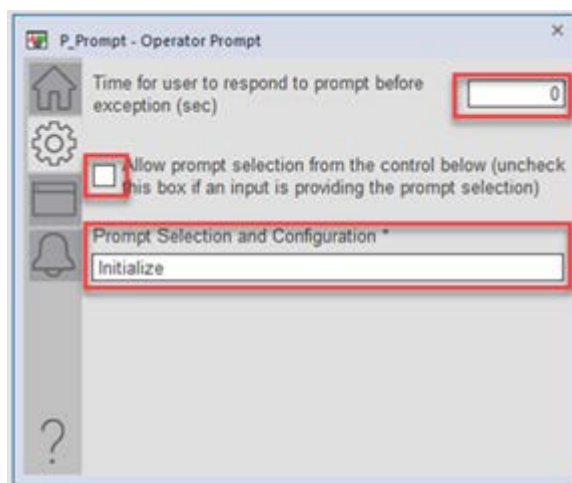 P_Prompt - Operator Prompt
×
Time for user to respond to prompt before
exception (sec)
0
Allow prompt selection from the control below (uncheck
this box if an input is providing the prompt selection)
Prompt Selection and Configuration *
Initialize
?